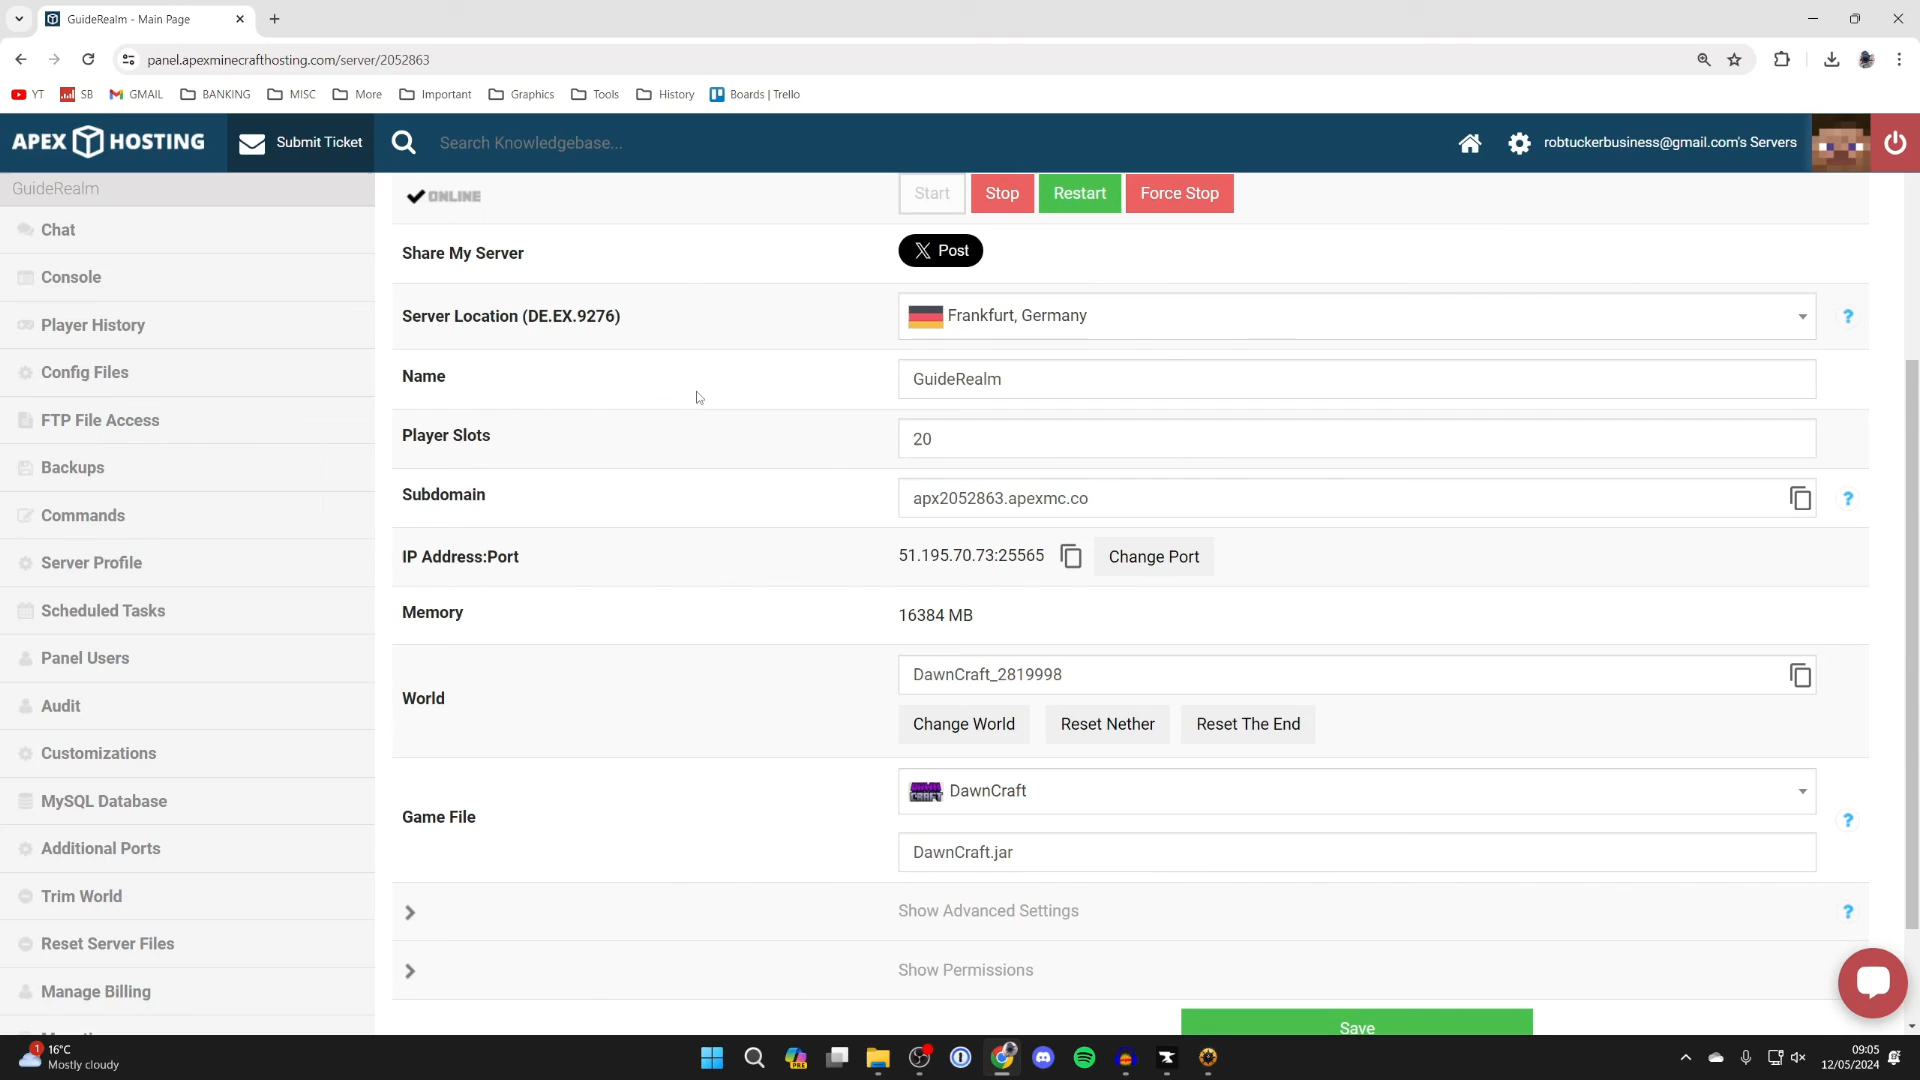 GuideRealm - Main Page
panel.apexminecrafthosting.com/server/2052863
YT SB GMAIL BANKING MISC More Important Graphics Tools History Boards | Trello
APEX HOSTING Submit Ticket Search Knowledgebase... robtuckerbusiness@gmail.com's Servers
GuideRealm
Chat
Console
Player History
Config Files
FTP File Access
Backups
Commands
Server Profile
Scheduled Tasks
Panel Users
Audit
Customizations
MySQL Database
Additional Ports
Trim World
Reset Server Files
Manage Billing
ONLINE Start Stop Restart Force Stop
Share My Server Post
Server Location (DE.EX.9276) Frankfurt, Germany ?
Name GuideRealm
Player Slots 20
Subdomain apx2052863.apexmc.co ?
IP Address:Port 51.195.70.73:25565 Change Port
Memory 16384 MB
World DawnCraft_2819998
Change World Reset Nether Reset The End
Game File DawnCraft ?
DawnCraft.jar
Show Advanced Settings ?
Show Permissions
Save
1 16°C
Mostly cloudy
PRE
09:05
12/05/2024